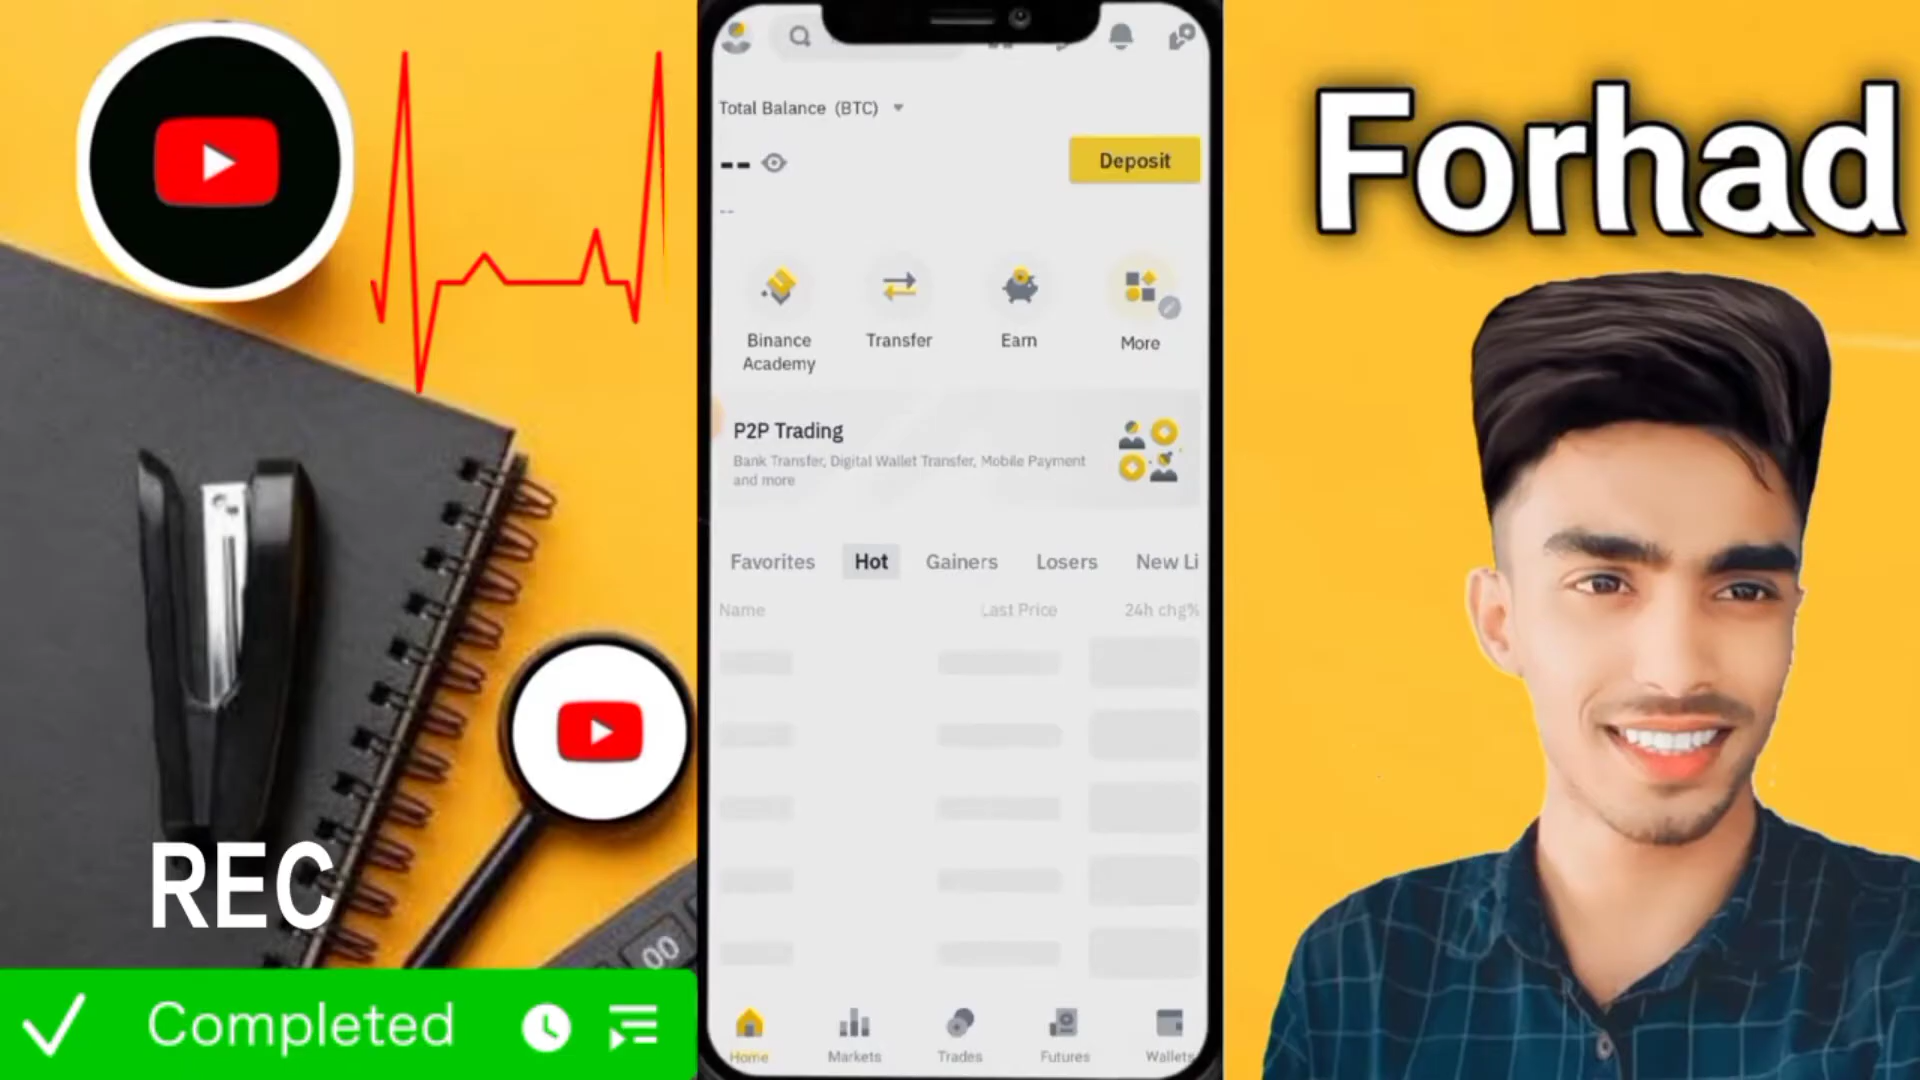 Forhad
Total Balance (BTC)
--
Deposit
--
Binance
Academy
Transfer
Earn
More
P2P Trading
Bank Transfer, Digital Wallet Transfer, Mobile Payment
and more
Favorites Hot Gainers Losers New Li
Name Last Price 24h chg%
REC
00
Completed
Home Markets Trades Futures Wallets